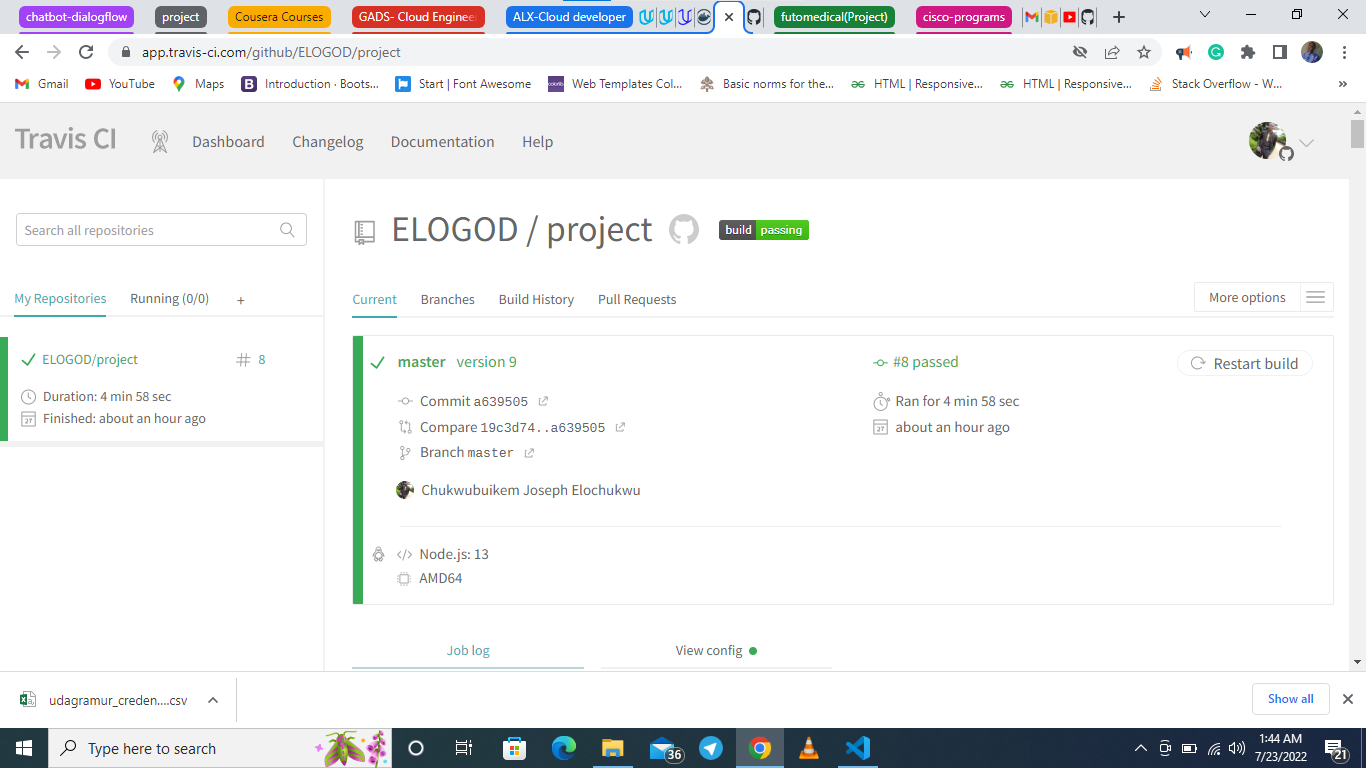 chatbot-dialogflow project Cousera Courses GADS- Cloud Engineer ALX-Cloud developer futomedical(Project) cisco-programs
app.travis-ci.com/github/ELOGOD/project
Gmail YouTube Maps Introduction · Boots... Start | Font Awesome Web Templates Col... Basic norms for the... HTML | Responsive... HTML | Responsive... Stack Overflow - W...
Travis CI Dashboard Changelog Documentation Help
Search all repositories
ELOGOD / project build passing
My Repositories Running (0/0) +
Current Branches Build History Pull Requests More options
ELOGOD/project # 8
Duration: 4 min 58 sec
Finished: about an hour ago
master version 9 #8 passed Restart build
Commit a639505 Ran for 4 min 58 sec
Compare 19c3d74..a639505 about an hour ago
Branch master
Chukwubuikem Joseph Elochukwu
Node.js: 13
AMD64
Job log View config
udagramur_creden....csv Show all
Type here to search 36 1:44 AM
7/23/2022 21